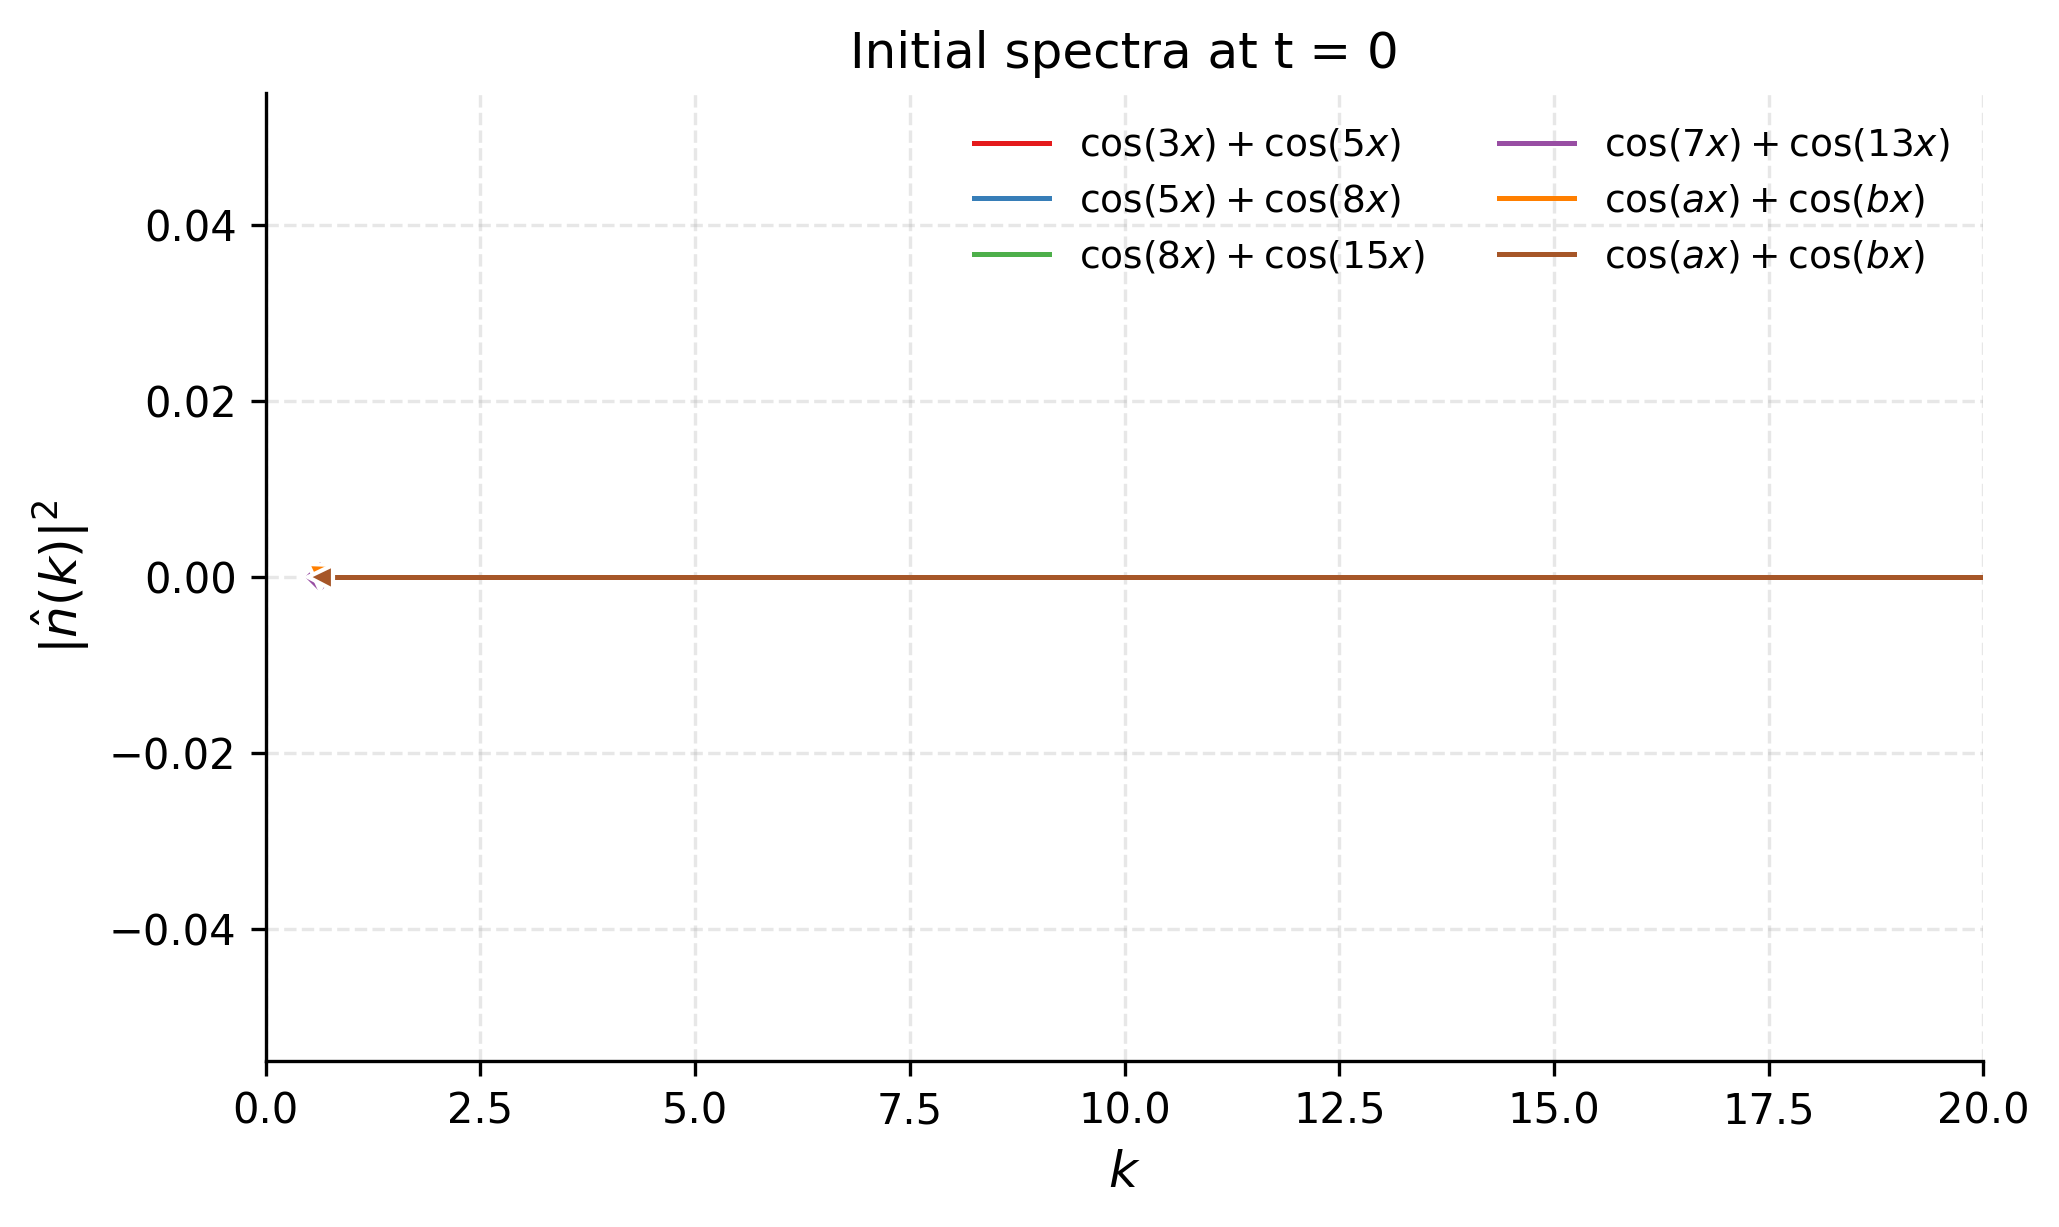 Initial spectra at t = 0
cos(3x) + cos(5x)
cos(5x) + cos(8x)
cos(8x) + cos(15x)
cos(7x) + cos(13x)
cos(ax) + cos(bx)
cos(ax) + cos(bx)
|n̂(k)|²
0.04
0.02
0.00
−0.02
−0.04
0.0 2.5 5.0 7.5 10.0 12.5 15.0 17.5 20.0
k